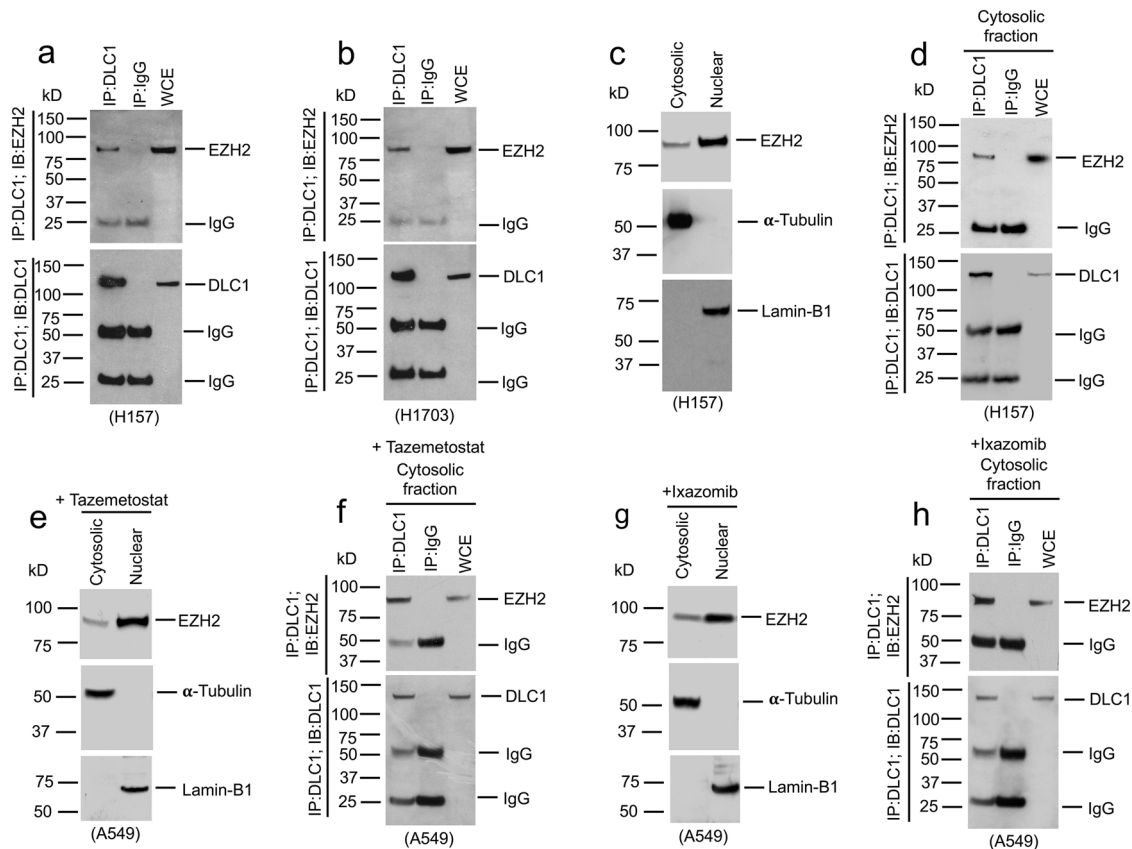 a
kD
IP:DLC1
IP:IgG
WCE
IP:DLC1; IB:EZH2
150
100
75
50
37
25
EZH2
IgG
IP:DLC1; IB:DLC1
150
100
75
50
37
25
DLC1
IgG
IgG
(H157)
b
kD
IP:DLC1
IP:IgG
WCE
IP:DLC1; IB:EZH2
150
100
75
50
37
25
EZH2
IgG
IP:DLC1; IB:DLC1
150
100
75
50
37
25
DLC1
IgG
IgG
(H1703)
c
kD
Cytosolic
Nuclear
100
75
EZH2
50
37
α-Tubulin
75
50
37
Lamin-B1
(H157)
d
Cytosolic
fraction
kD
IP:DLC1
IP:IgG
WCE
IP:DLC1; IB:EZH2
150
100
75
50
37
25
EZH2
IgG
IP:DLC1; IB:DLC1
150
100
75
50
37
25
DLC1
IgG
IgG
(H157)
e
+ Tazemetostat
kD
Cytosolic
Nuclear
100
75
EZH2
50
37
α-Tubulin
75
50
Lamin-B1
(A549)
f
+ Tazemetostat
Cytosolic
fraction
kD
IP:DLC1
IP:IgG
WCE
IP:DLC1;
IB:EZH2
100
75
50
37
EZH2
IgG
IP:DLC1; IB:DLC1
150
100
75
50
37
25
DLC1
IgG
IgG
(A549)
g
+Ixazomib
kD
Cytosolic
Nuclear
100
75
EZH2
50
37
α-Tubulin
75
50
Lamin-B1
(A549)
h
+Ixazomib
Cytosolic
fraction
kD
IP:DLC1
IP:IgG
WCE
IP:DLC1;
IB:EZH2
100
75
50
37
EZH2
IgG
IP:DLC1; IB:DLC1
150
100
75
50
37
25
DLC1
IgG
IgG
(A549)